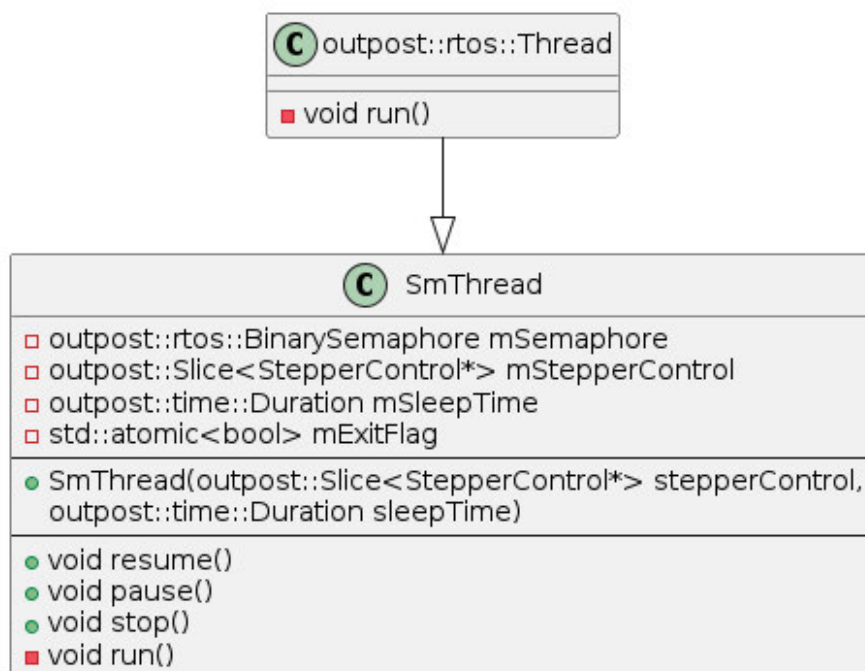 C outpost::rtos::Thread
void run()
C SmThread
outpost::rtos::BinarySemaphore mSemaphore
outpost::Slice<StepperControl*> mStepperControl
outpost::time::Duration mSleepTime
std::atomic<bool> mExitFlag
SmThread(outpost::Slice<StepperControl*> stepperControl,
outpost::time::Duration sleepTime)
void resume()
void pause()
void stop()
void run()